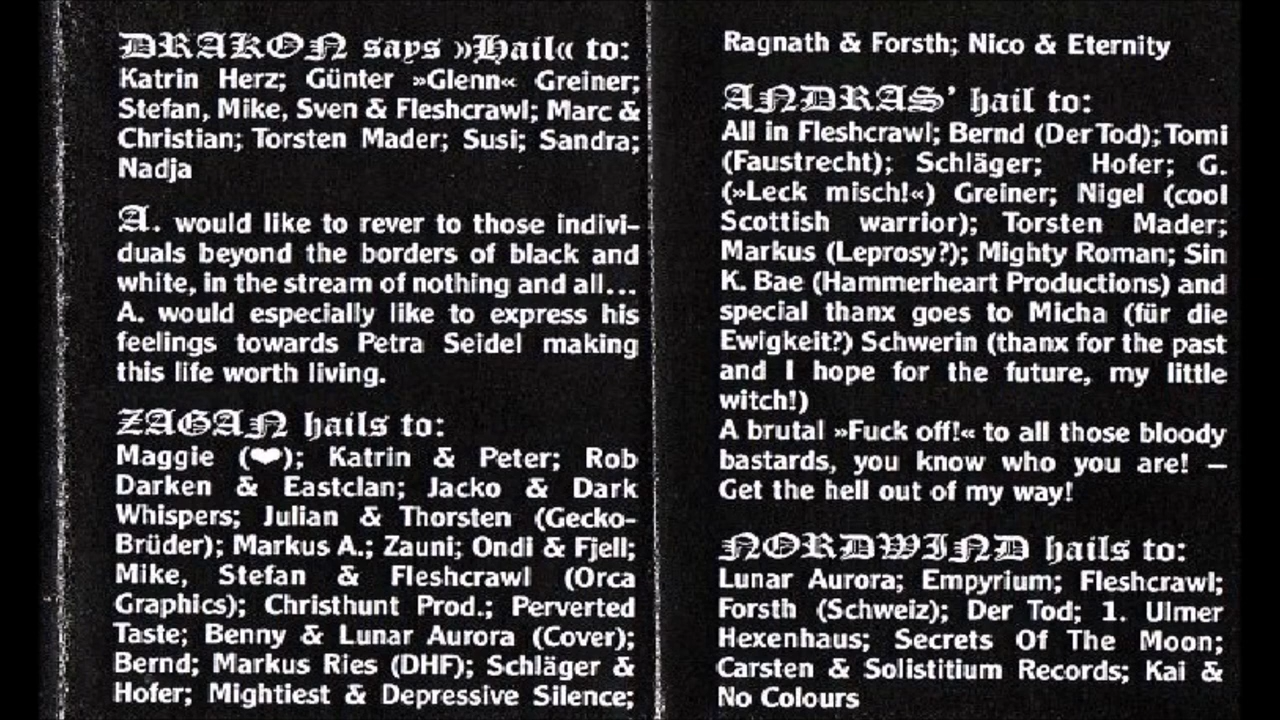 DRAKON says »Hail« to:
Katrin Herz; Günter »Glenn« Greiner;
Stefan, Mike, Sven & Fleshcrawl; Marc &
Christian; Torsten Mader; Susi; Sandra;
Nadja
A. would like to rever to those indivi-
duals beyond the borders of black and
white, in the stream of nothing and all...
A. would especially like to express his
feelings towards Petra Seidel making
this life worth living.
ZAGAN hails to:
Maggie (❤); Katrin & Peter; Rob
Darken & Eastclan; Jacko & Dark
Whispers; Julian & Thorsten (Gecko-
Brüder); Markus A.; Zauni; Ondi & Fjell;
Mike, Stefan & Fleshcrawl (Orca
Graphics); Christhunt Prod.; Perverted
Taste; Benny & Lunar Aurora (Cover);
Bernd; Markus Ries (DHF); Schläger &
Hofer; Mightiest & Depressive Silence;
Ragnath & Forsth; Nico & Eternity
ANDRAS' hail to:
All in Fleshcrawl; Bernd (Der Tod); Tomi
(Faustrecht); Schläger; Hofer; G.
(»Leck misch!«) Greiner; Nigel (cool
Scottish warrior); Torsten Mader;
Markus (Leprosy?); Mighty Roman; Sin
K. Bae (Hammerheart Productions) and
special thanx goes to Micha (für die
Ewigkeit?) Schwerin (thanx for the past
and I hope for the future, my little
witch!)
A brutal »Fuck off!« to all those bloody
bastards, you know who you are! —
Get the hell out of my way!
NORDWIND hails to:
Lunar Aurora; Empyrium; Fleshcrawl;
Forsth (Schweiz); Der Tod; 1. Ulmer
Hexenhaus; Secrets Of The Moon;
Carsten & Solistitium Records; Kai &
No Colours